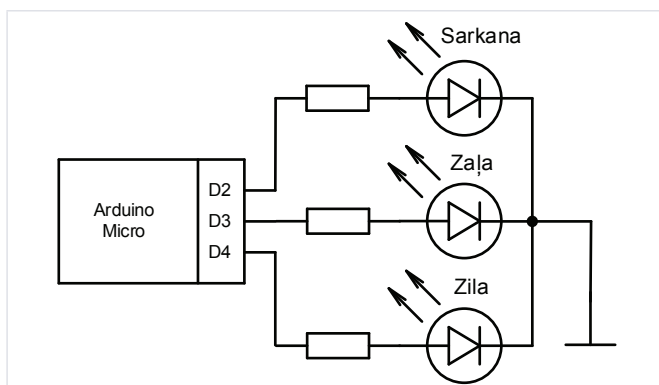 Sarkana
Zaļa
D2
Arduino
Micro
D3
D4
Zila